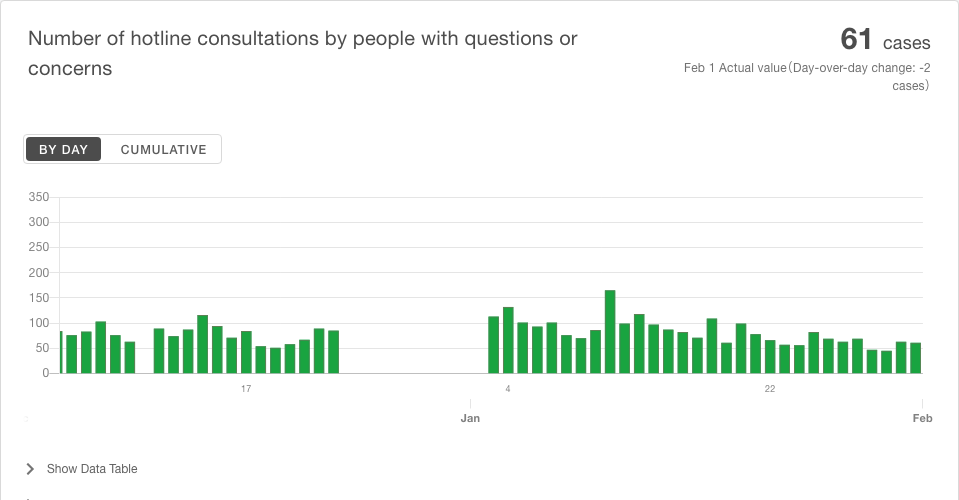 Number of hotline consultations by people with questions or
concerns
61 cases
Feb 1 Actual value(Day-over-day change: -2
cases)
BY DAY
CUMULATIVE
350
300
250
200
150
100
50
0
17
4
22
Jan
Feb
Show Data Table